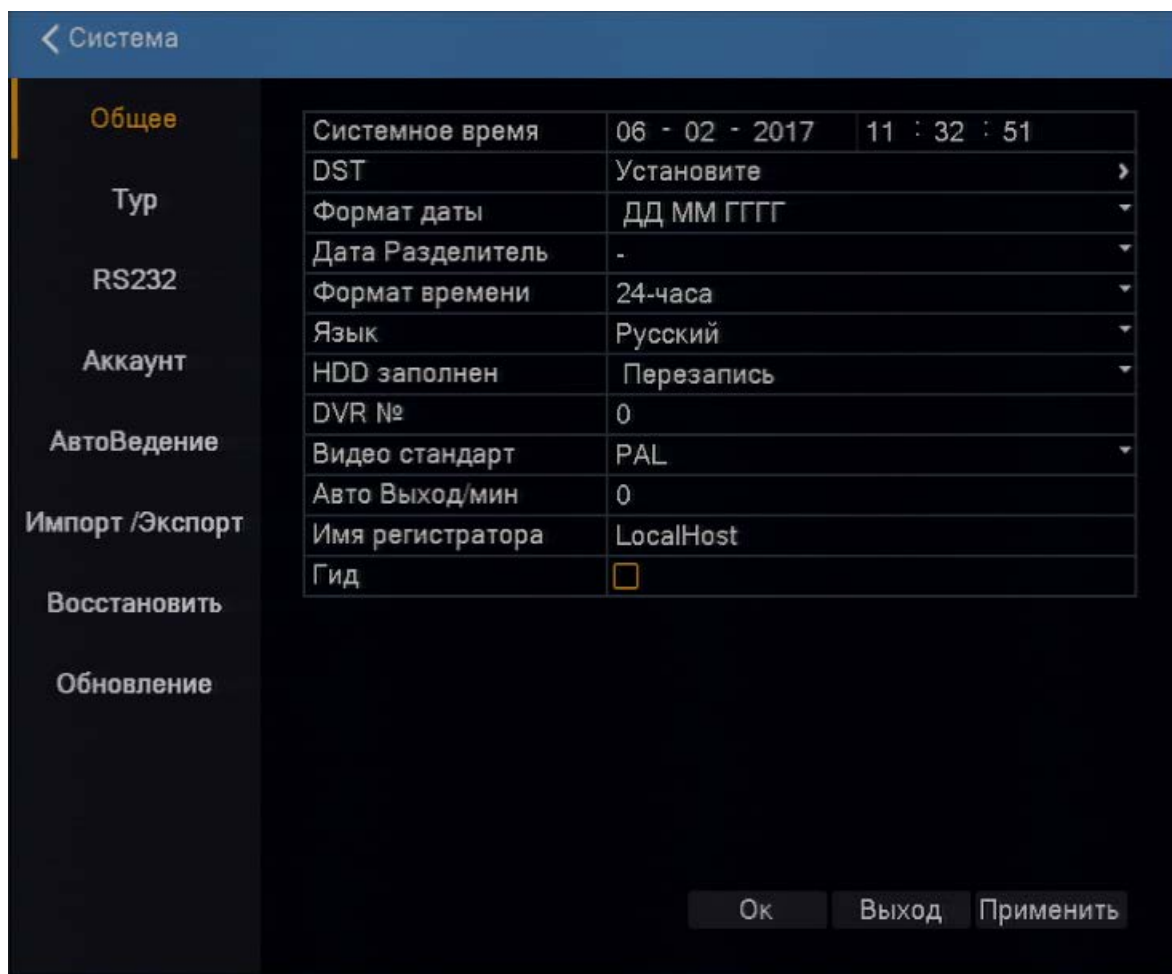 Система
Общее
Тур
RS232
Аккаунт
АвтоВедение
Импорт /Экспорт
Восстановить
Обновление
Системное время 06 - 02 - 2017 11 : 32 : 51
DST Установите
Формат даты ДД ММ ГГГГ
Дата Разделитель -
Формат времени 24-часа
Язык Русский
HDD заполнен Перезапись
DVR № 0
Видео стандарт PAL
Авто Выход/мин 0
Имя регистратора LocalHost
Гид
Ок Выход Применить